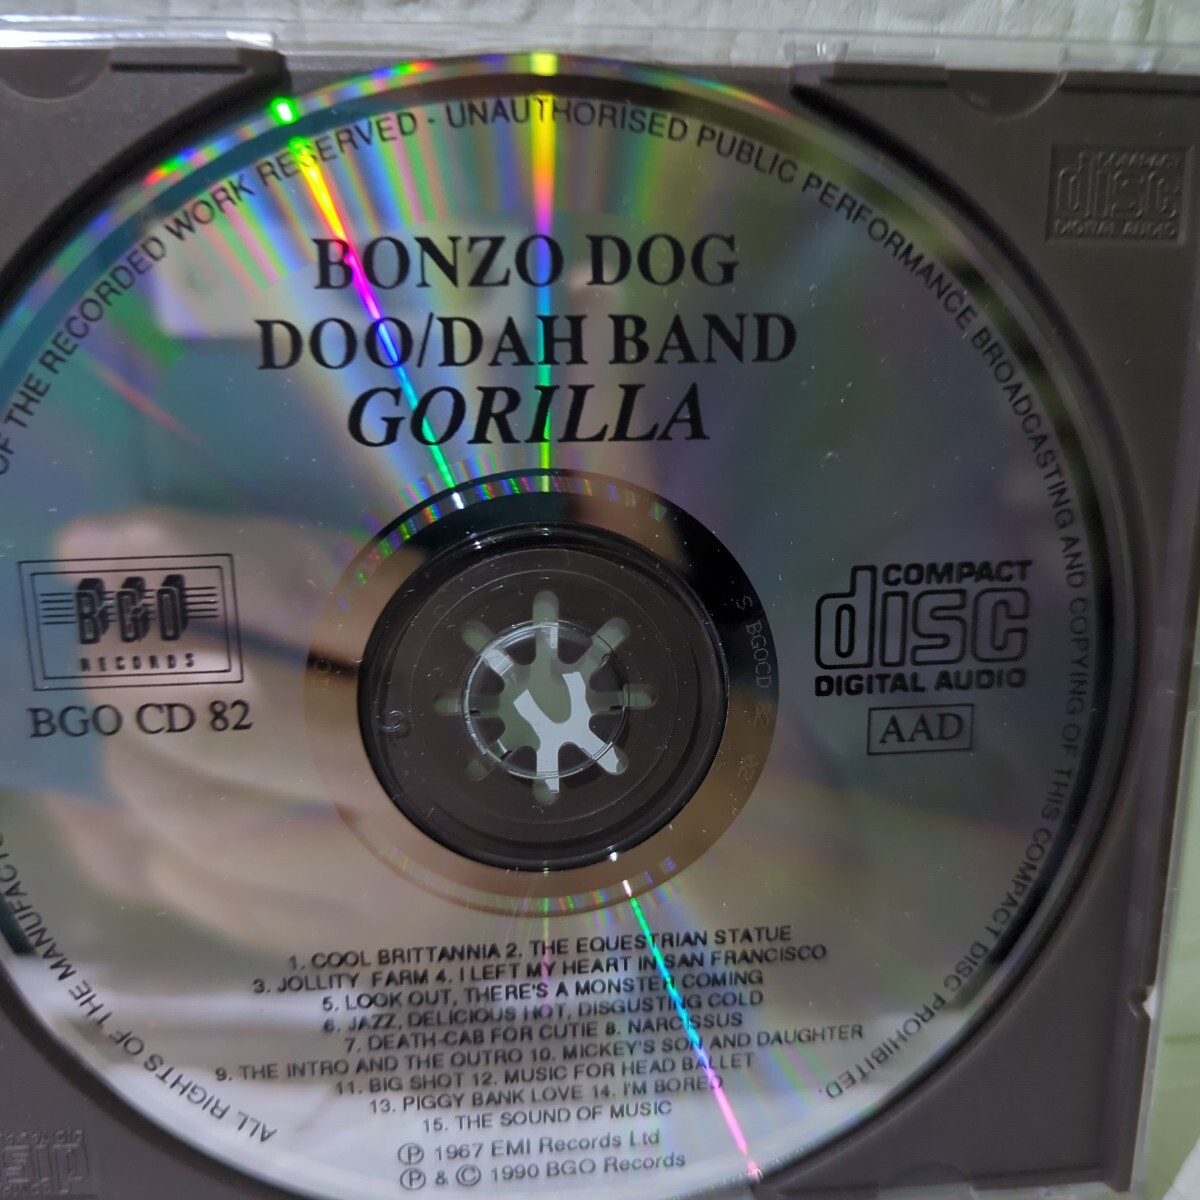 OF THE RECORDED WORK RESERVED - UNAUTHORISED PUBLIC PERFORMANCE BROADCASTING AND COPYING OF THIS COMPACT DISC PROHIBITED.
BONZO DOG
DOO/DAH BAND
GORILLA
COMPACT
disc
DIGITAL AUDIO
BGO
RECORDS
BGO CD 82
COMPACT
disc
DIGITAL AUDIO
AAD
S BGOCD 82 02
1. COOL BRITTANNIA 2. THE EQUESTRIAN STATUE
3. JOLLITY FARM 4. I LEFT MY HEART IN SAN FRANCISCO
5. LOOK OUT, THERE'S A MONSTER COMING
6. JAZZ, DELICIOUS HOT, DISGUSTING COLD
7. DEATH-CAB FOR CUTIE 8. NARCISSUS
9. THE INTRO AND THE OUTRO 10. MICKEY'S SON AND DAUGHTER
11. BIG SHOT 12. MUSIC FOR HEAD BALLET
13. PIGGY BANK LOVE 14. I'M BORED
15. THE SOUND OF MUSIC
℗ 1967 EMI Records Ltd
℗ & © 1990 BGO Records
ALL RIGHTS OF THE MANUFACTU